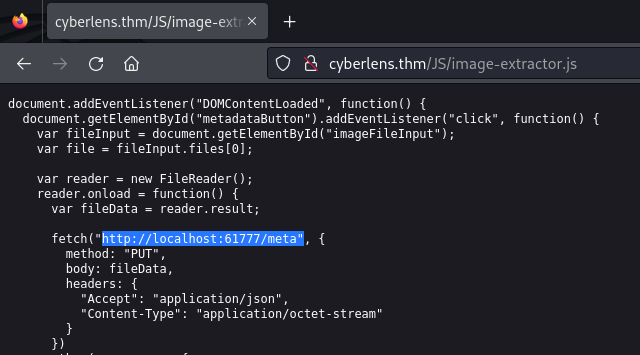 cyberlens.thm/JS/image-extr
cyberlens.thm/JS/image-extractor.js
document.addEventListener("DOMContentLoaded", function() {
  document.getElementById("metadataButton").addEventListener("click", function() {
    var fileInput = document.getElementById("imageFileInput");
    var file = fileInput.files[0];

    var reader = new FileReader();
    reader.onload = function() {
      var fileData = reader.result;

      fetch("http://localhost:61777/meta", {
        method: "PUT",
        body: fileData,
        headers: {
          "Accept": "application/json",
          "Content-Type": "application/octet-stream"
        }
      })